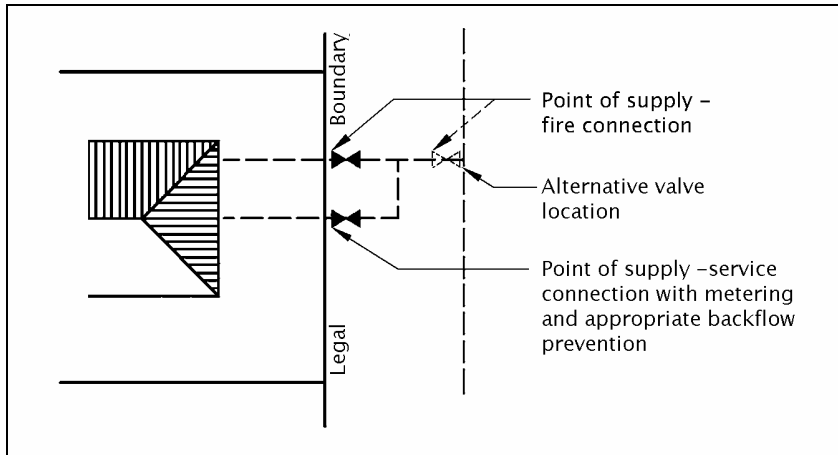 Boundary
Point of supply –
fire connection
Alternative valve
location
Point of supply –service
connection with metering
and appropriate backflow
prevention
Legal